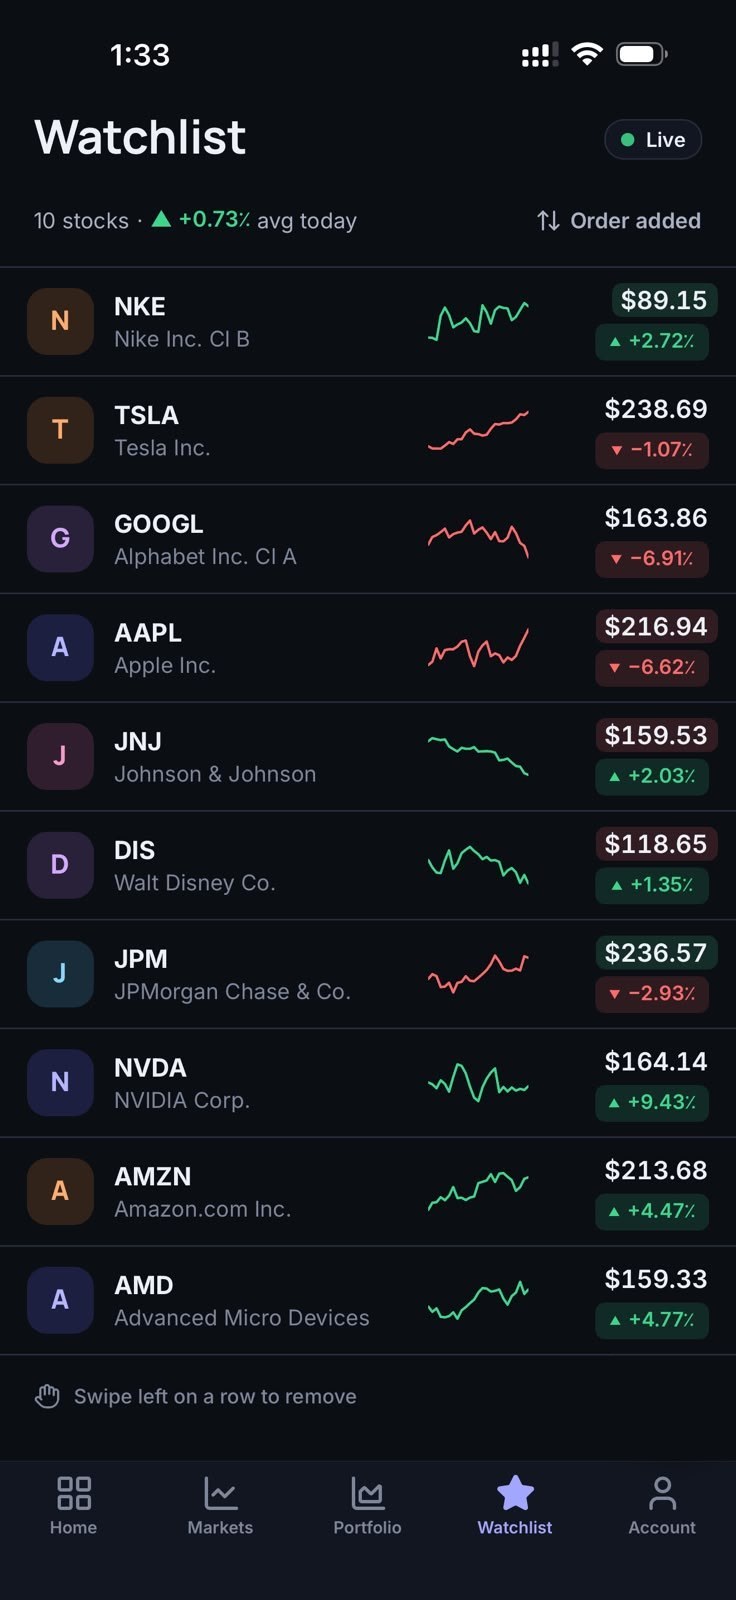 1:33
Watchlist
Live
10 stocks · ▲ +0.73% avg today
Order added
N
NKE
Nike Inc. Cl B
$89.15
▲ +2.72%
T
TSLA
Tesla Inc.
$238.69
▼ −1.07%
G
GOOGL
Alphabet Inc. Cl A
$163.86
▼ −6.91%
A
AAPL
Apple Inc.
$216.94
▼ −6.62%
J
JNJ
Johnson & Johnson
$159.53
▲ +2.03%
D
DIS
Walt Disney Co.
$118.65
▲ +1.35%
J
JPM
JPMorgan Chase & Co.
$236.57
▼ −2.93%
N
NVDA
NVIDIA Corp.
$164.14
▲ +9.43%
A
AMZN
Amazon.com Inc.
$213.68
▲ +4.47%
A
AMD
Advanced Micro Devices
$159.33
▲ +4.77%
Swipe left on a row to remove
Home
Markets
Portfolio
Watchlist
Account